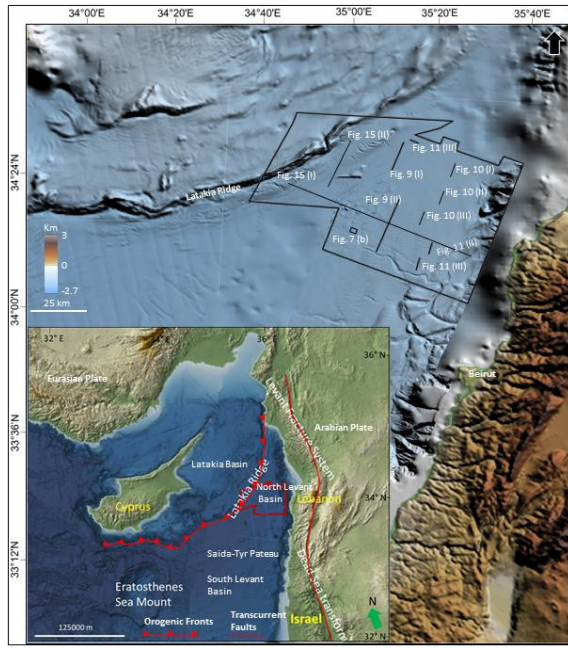 34°00'E 34°20'E 34°40'E 35°00'E 35°20'E 35°40'E
34°24'N
34°00'N
33°36'N
33°12'N
Fig. 15 (II)
Fig. 11 (III)
Fig. 15 (I)
Fig. 9 (I)
Fig. 10 (I)
Latakia Ridge
Fig. 9 (II)
Fig. 10 (II)
Fig. 10 (III)
Fig. 7 (b)
Fig. 11 (II)
Fig. 11 (III)
Km
3
0
-2.7
25 km
Beirut
32° E
36° E
36° N
Eurasian Plate
Levant Fracture System
Arabian Plate
Latakia Basin
Latakia Ridge
North Levant
Basin
Lebanon
34° N
Cyprus
Saida-Tyr Pateau
Eratosthenes
Sea Mount
South Levant
Basin
Dead Sea transform
N
125000 m
Orogenic Fronts
Transcurrent
Faults
Israel
32° N